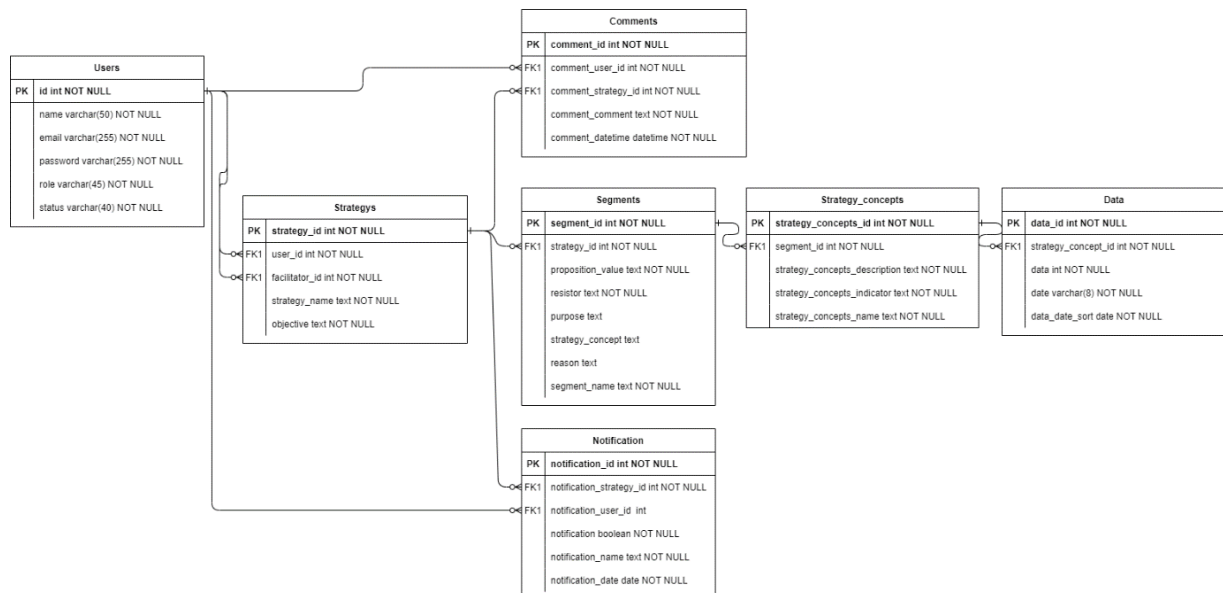 Users
PK id int NOT NULL
name varchar(50) NOT NULL
email varchar(255) NOT NULL
password varchar(255) NOT NULL
role varchar(45) NOT NULL
status varchar(40) NOT NULL
Strategys
PK strategy_id int NOT NULL
FK1 user_id int NOT NULL
FK1 facilitator_id int NOT NULL
strategy_name text NOT NULL
objective text NOT NULL
Comments
PK comment_id int NOT NULL
FK1 comment_user_id int NOT NULL
FK1 comment_strategy_id int NOT NULL
comment_comment text NOT NULL
comment_datetime datetime NOT NULL
Segments
PK segment_id int NOT NULL
FK1 strategy_id int NOT NULL
proposition_value text NOT NULL
resistor text NOT NULL
purpose text
strategy_concept text
reason text
segment_name text NOT NULL
Strategy_concepts
PK strategy_concepts_id int NOT NULL
FK1 segment_id int NOT NULL
strategy_concepts_description text NOT NULL
strategy_concepts_indicator text NOT NULL
strategy_concepts_name text NOT NULL
Data
PK data_id int NOT NULL
FK1 strategy_concept_id int NOT NULL
data int NOT NULL
date varchar(8) NOT NULL
data_date_sort date NOT NULL
Notification
PK notification_id int NOT NULL
FK1 notification_strategy_id int NOT NULL
FK1 notification_user_id int
notification boolean NOT NULL
notification_name text NOT NULL
notification_date date NOT NULL